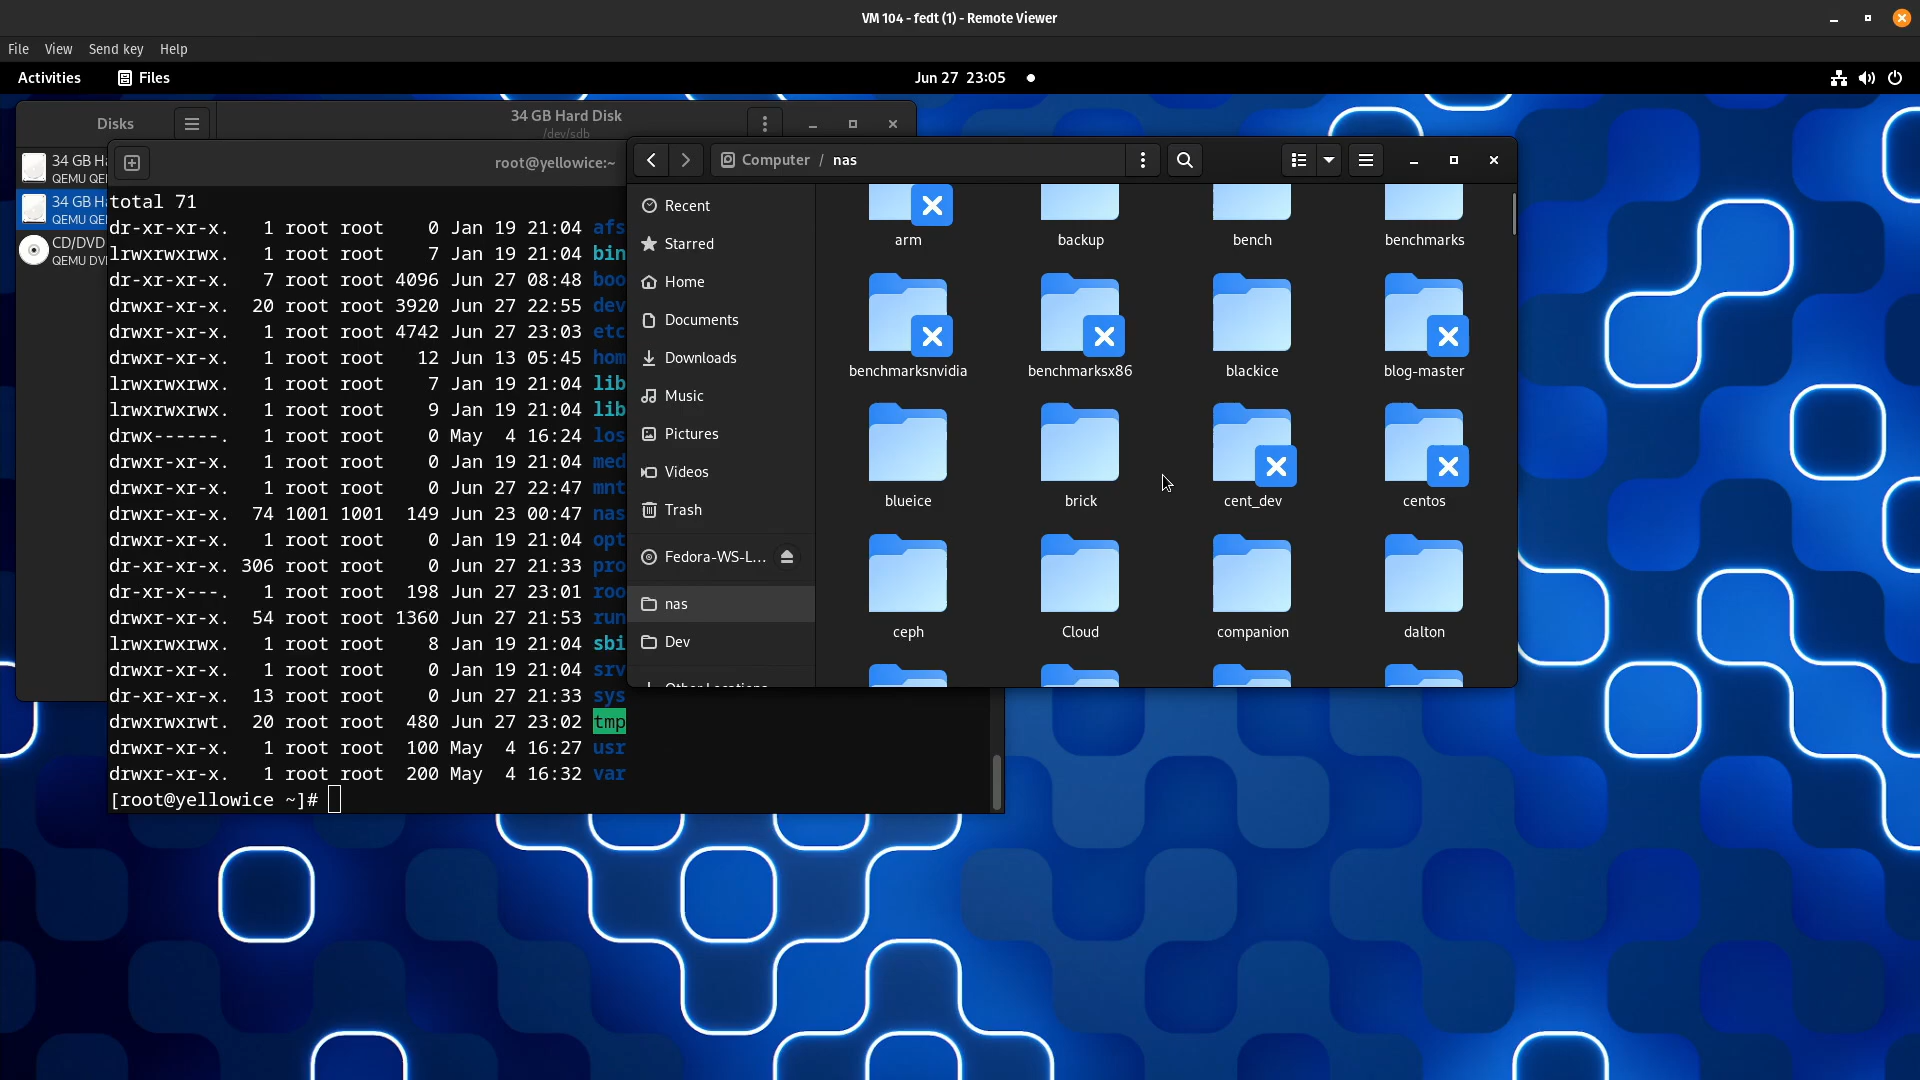 VM 104 - fedt (1) - Remote Viewer
File View Send key Help
Activities Files Jun 27 23:05
Disks 34 GB Hard Disk
/dev/sdb
34 GB Ha
QEMU QE
34 GB H
QEMU QE
CD/DVD
QEMU DV
root@yellowice:~
total 71
dr-xr-xr-x. 1 root root 0 Jan 19 21:04 afs
lrwxrwxrwx. 1 root root 7 Jan 19 21:04 bin
dr-xr-xr-x. 7 root root 4096 Jun 27 08:48 boo
drwxr-xr-x. 20 root root 3920 Jun 27 22:55 dev
drwxr-xr-x. 1 root root 4742 Jun 27 23:03 etc
drwxr-xr-x. 1 root root 12 Jun 13 05:45 hom
lrwxrwxrwx. 1 root root 7 Jan 19 21:04 lib
lrwxrwxrwx. 1 root root 9 Jan 19 21:04 lib
drwx------. 1 root root 0 May 4 16:24 los
drwxr-xr-x. 1 root root 0 Jan 19 21:04 med
drwxr-xr-x. 1 root root 0 Jun 27 22:47 mnt
drwxr-xr-x. 74 1001 1001 149 Jun 23 00:47 nas
drwxr-xr-x. 1 root root 0 Jan 19 21:04 opt
dr-xr-xr-x. 306 root root 0 Jun 27 21:33 pro
dr-xr-x---. 1 root root 198 Jun 27 23:01 roo
drwxr-xr-x. 54 root root 1360 Jun 27 21:53 run
lrwxrwxrwx. 1 root root 8 Jan 19 21:04 sbi
drwxr-xr-x. 1 root root 0 Jan 19 21:04 srv
dr-xr-xr-x. 13 root root 0 Jun 27 21:33 sys
drwxrwxrwt. 20 root root 480 Jun 27 23:02 tmp
drwxr-xr-x. 1 root root 100 May 4 16:27 usr
drwxr-xr-x. 1 root root 200 May 4 16:32 var
[root@yellowice ~]#
Computer / nas
Recent
Starred
Home
Documents
Downloads
Music
Pictures
Videos
Trash
Fedora-WS-L...
nas
Dev
Other Locations
arm backup bench benchmarks
benchmarksnvidia benchmarksx86 blackice blog-master
blueice brick cent_dev centos
ceph Cloud companion dalton